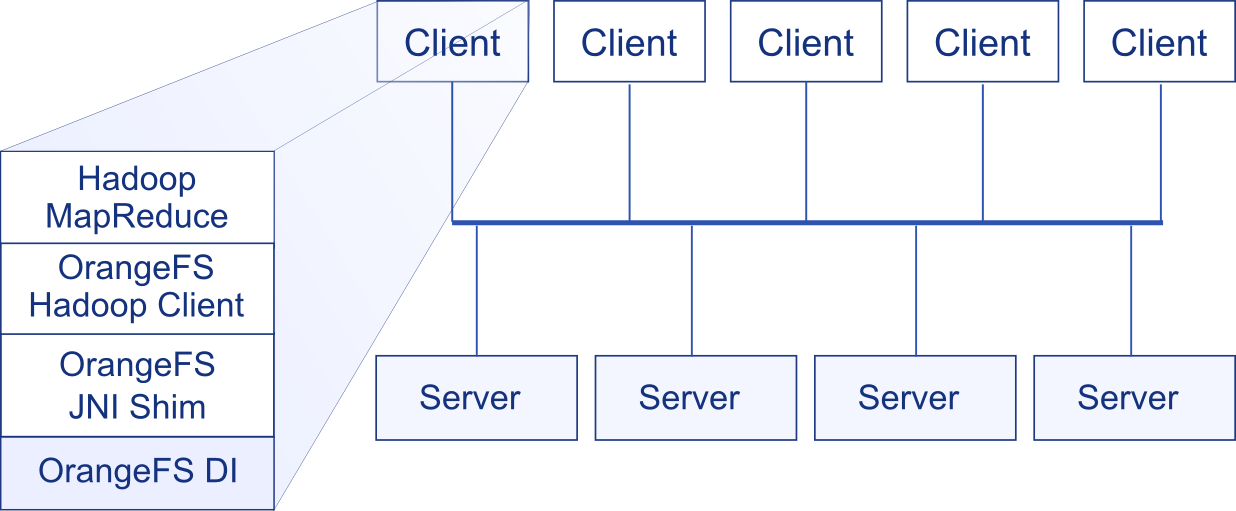 Client
Client
Client
Client
Client
Hadoop
MapReduce
OrangeFS
Hadoop Client
OrangeFS
JNI Shim
OrangeFS DI
Server
Server
Server
Server